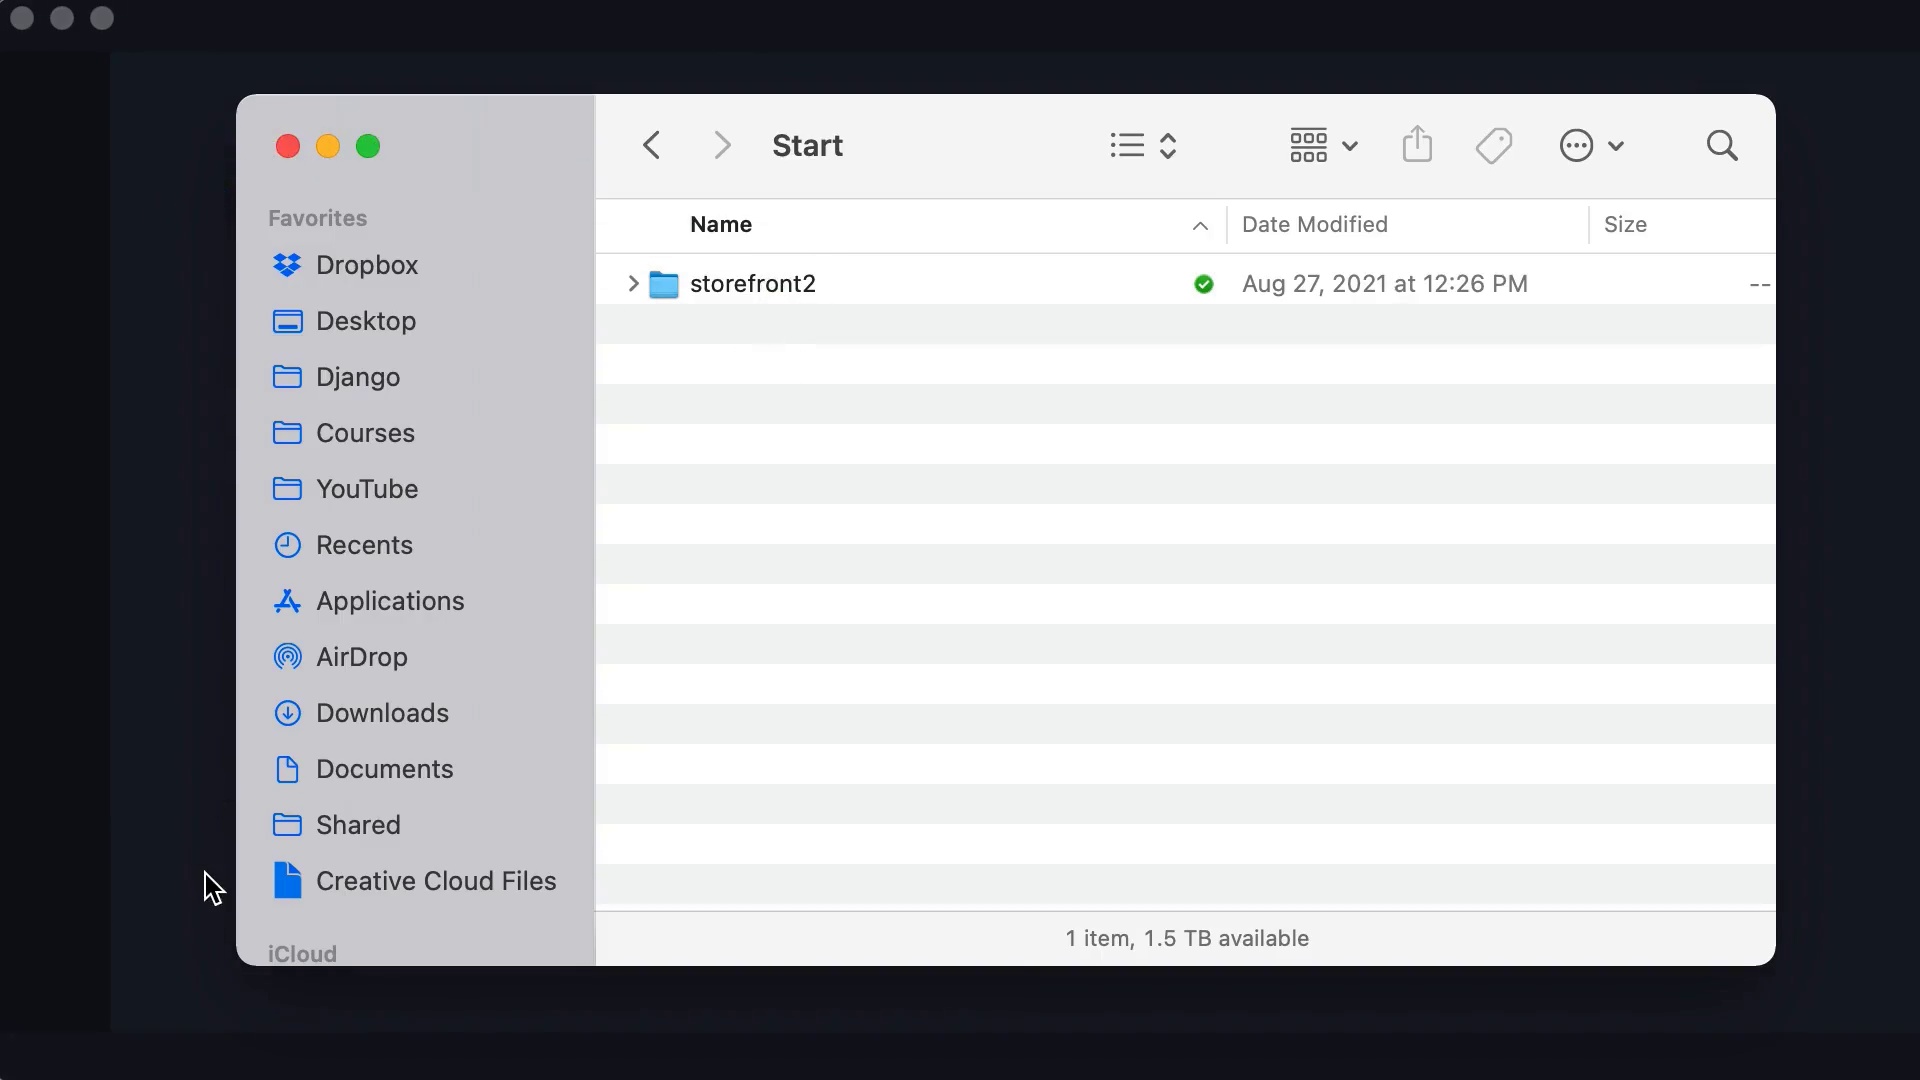 Start
Favorites
Dropbox
Desktop
Django
Courses
YouTube
Recents
Applications
AirDrop
Downloads
Documents
Shared
Creative Cloud Files
iCloud
Name Date Modified Size
storefront2 Aug 27, 2021 at 12:26 PM --
1 item, 1.5 TB available